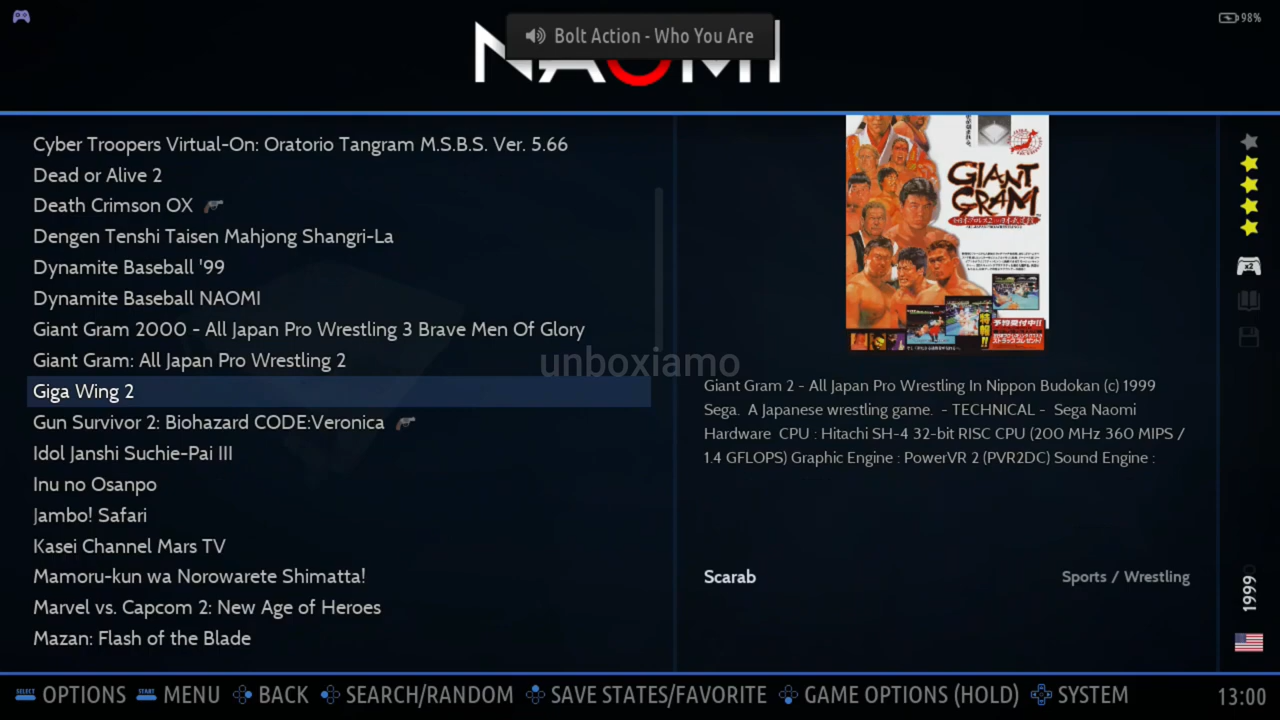 98%
Bolt Action - Who You Are
NAOMI
Cyber Troopers Virtual-On: Oratorio Tangram M.S.B.S. Ver. 5.66
Dead or Alive 2
Death Crimson OX
Dengen Tenshi Taisen Mahjong Shangri-La
Dynamite Baseball '99
Dynamite Baseball NAOMI
Giant Gram 2000 - All Japan Pro Wrestling 3 Brave Men Of Glory
Giant Gram: All Japan Pro Wrestling 2
Giga Wing 2
Gun Survivor 2: Biohazard CODE:Veronica
Idol Janshi Suchie-Pai III
Inu no Osanpo
Jambo! Safari
Kasei Channel Mars TV
Mamoru-kun wa Norowarete Shimatta!
Marvel vs. Capcom 2: New Age of Heroes
Mazan: Flash of the Blade
unboxiamo
GIANT
GRAM
予約受付中!!
Giant Gram 2 - All Japan Pro Wrestling In Nippon Budokan (c) 1999
Sega. A Japanese wrestling game. - TECHNICAL - Sega Naomi
Hardware CPU : Hitachi SH-4 32-bit RISC CPU (200 MHz 360 MIPS /
1.4 GFLOPS) Graphic Engine : PowerVR 2 (PVR2DC) Sound Engine :
Scarab
Sports / Wrestling
x2
1999
SELECT OPTIONS START MENU BACK SEARCH/RANDOM SAVE STATES/FAVORITE GAME OPTIONS (HOLD) SYSTEM 13:00